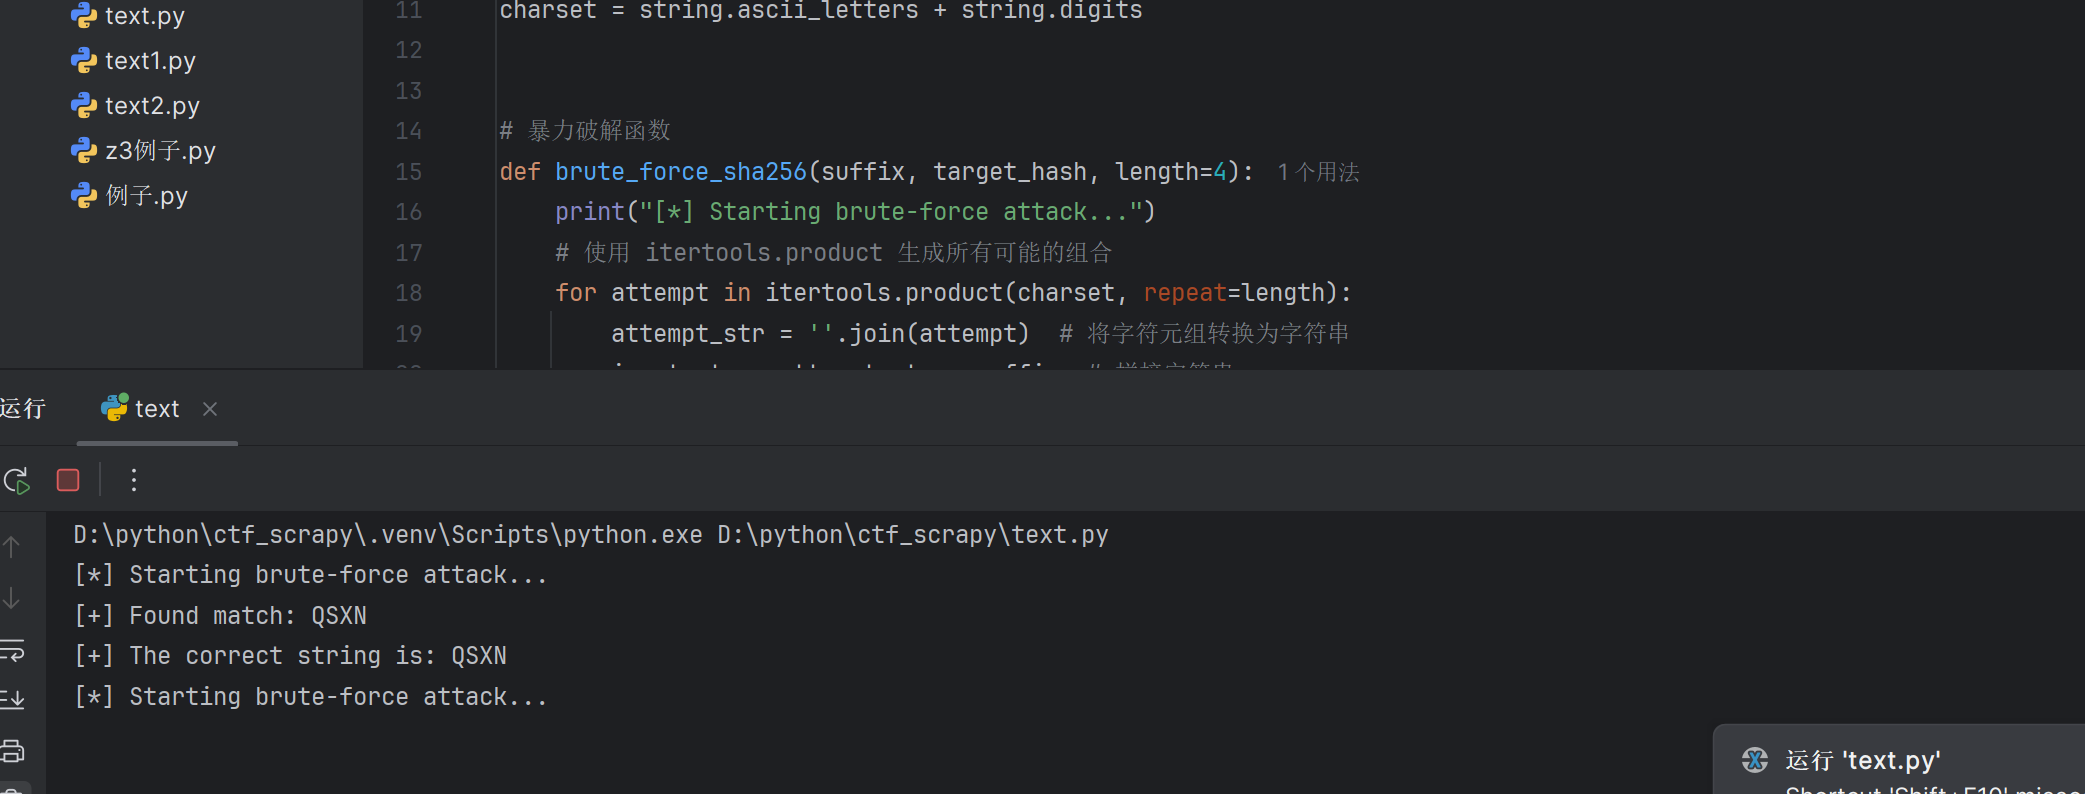 text.py
text1.py
text2.py
z3例子.py
例子.py
11 charset = string.ascii_letters + string.digits
12
13
14 # 暴力破解函数
15 def brute_force_sha256(suffix, target_hash, length=4): 1个用法
16 print("[*] Starting brute-force attack...")
17 # 使用 itertools.product 生成所有可能的组合
18 for attempt in itertools.product(charset, repeat=length):
19 attempt_str = ''.join(attempt) # 将字符元组转换为字符串
运行 text
D:\python\ctf_scrapy\.venv\Scripts\python.exe D:\python\ctf_scrapy\text.py
[*] Starting brute-force attack...
[+] Found match: QSXN
[+] The correct string is: QSXN
[*] Starting brute-force attack...
运行 'text.py'